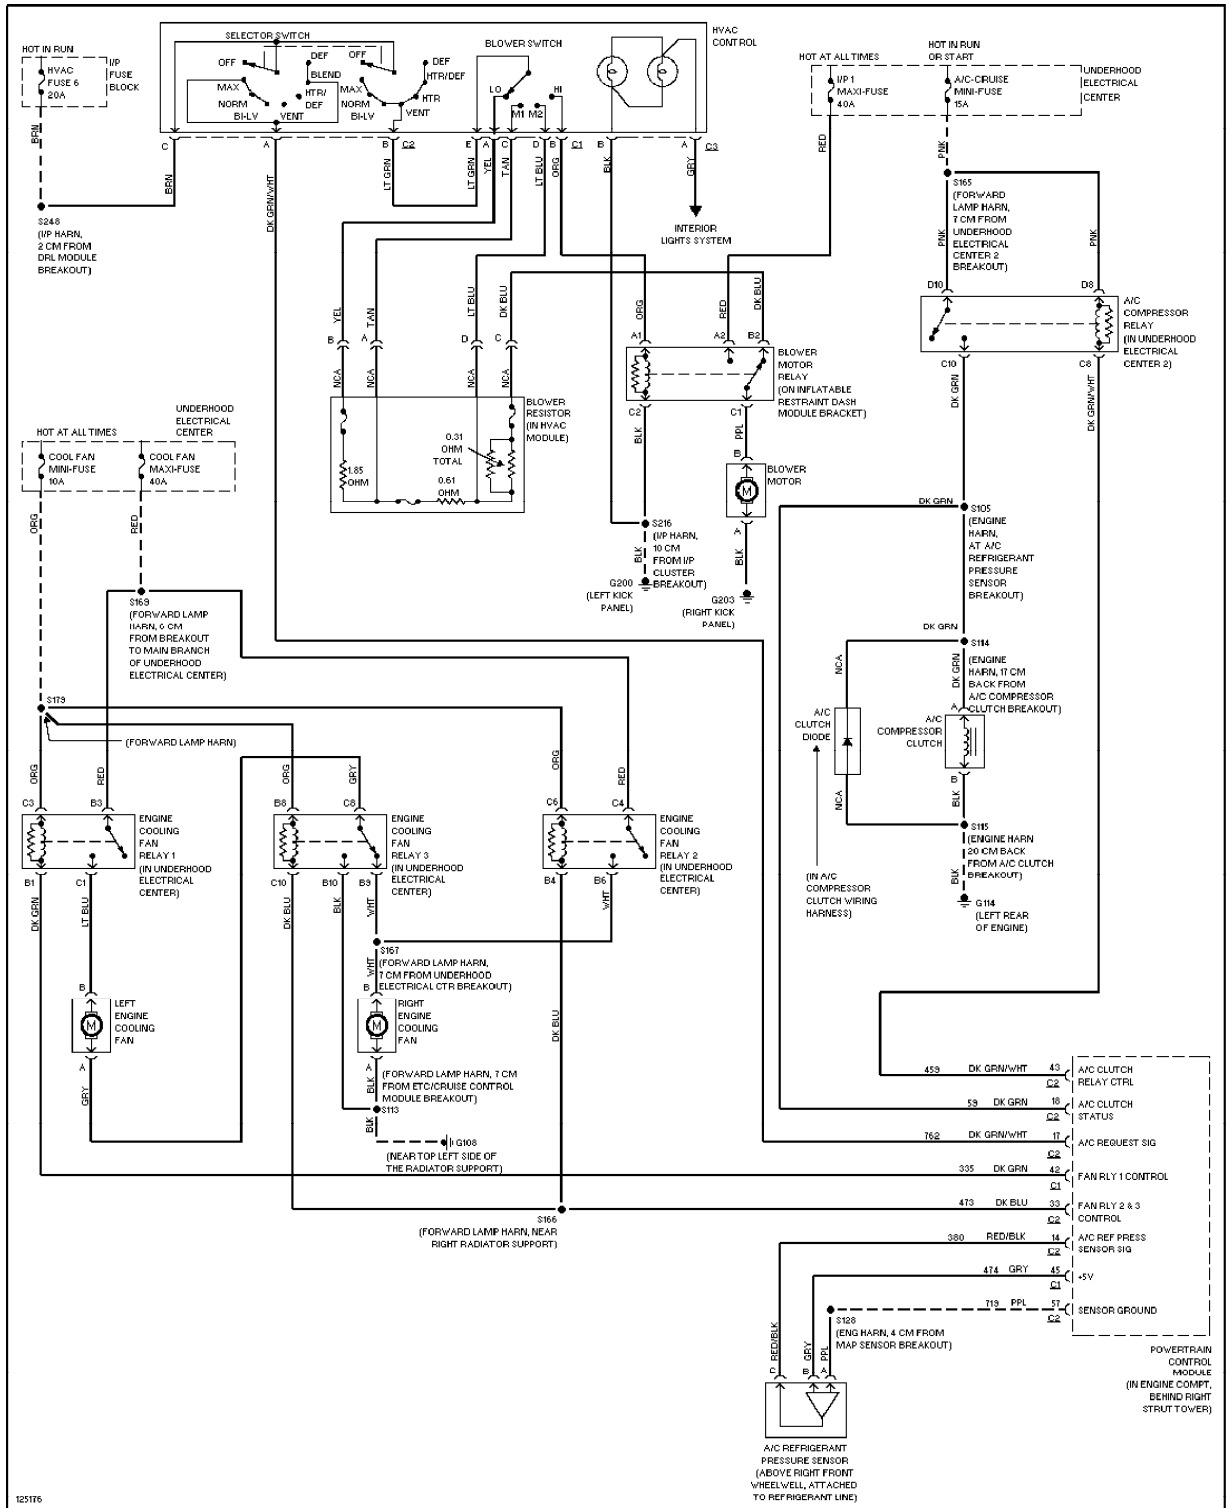 HOT IN RUN
HVAC
FUSE 6
20A
I/P
FUSE
BLOCK
BRN
S248
(I/P HARN,
2 CM FROM
DRL MODULE
BREAKOUT)
SELECTOR SWITCH
OFF
DEF
BLEND
MAX
NORM
BI-LV
VENT
HTR/
DEF
OFF
DEF
HTR/DEF
HTR
MAX
NORM
BI-LV
VENT
BLOWER SWITCH
LO
HI
M1 M2
HVAC
CONTROL
C
A
B
C2
E
A
C
D
B
C1
B
A
C3
BRN
DK GRN/WHT
LT GRN
LT GRN
YEL
TAN
LT BLU
ORG
BLK
GRY
INTERIOR
LIGHTS SYSTEM
HOT AT ALL TIMES
HOT IN RUN
OR START
I/P 1
MAXI-FUSE
40A
A/C-CRUISE
MINI-FUSE
15A
UNDERHOOD
ELECTRICAL
CENTER
RED
PNK
S165
(FORWARD
LAMP HARN,
7 CM FROM
UNDERHOOD
ELECTRICAL
CENTER 2
BREAKOUT)
PNK
PNK
D10
D8
A/C
COMPRESSOR
RELAY
(IN UNDERHOOD
ELECTRICAL
CENTER 2)
C10
C8
DK GRN
DK GRN/WHT
YEL
TAN
LT BLU
DK BLU
ORG
RED
DK BLU
B
A
D
C
A1
A2
B2
NCA
NCA
NCA
NCA
BLOWER
MOTOR
RELAY
(ON INFLATABLE
RESTRAINT DASH
MODULE BRACKET)
C2
C1
BLK
PPL
BLOWER
RESISTOR
(IN HVAC
MODULE)
0.31
OHM
TOTAL
1.85
OHM
0.61
OHM
B
BLOWER
MOTOR
M
A
BLK
S216
(I/P HARN,
10 CM
FROM I/P
CLUSTER
BREAKOUT)
BLK
G200
(LEFT KICK
PANEL)
G203
(RIGHT KICK
PANEL)
UNDERHOOD
ELECTRICAL
CENTER
HOT AT ALL TIMES
COOL FAN
MINI-FUSE
10A
COOL FAN
MAXI-FUSE
40A
ORG
RED
S169
(FORWARD LAMP
HARN, 6 CM
FROM BREAKOUT
TO MAIN BRANCH
OF UNDERHOOD
ELECTRICAL CENTER)
S179
(FORWARD LAMP HARN)
DK GRN
S105
(ENGINE
HARN,
AT A/C
REFRIGERANT
PRESSURE
SENSOR
BREAKOUT)
DK GRN
S114
(ENGINE
HARN, 17 CM
BACK FROM
A/C COMPRESSOR
CLUTCH BREAKOUT)
NCA
DK GRN
A/C
CLUTCH
DIODE
A
A/C
COMPRESSOR
CLUTCH
B
NCA
BLK
S115
(ENGINE HARN
20 CM BACK
FROM A/C CLUTCH
BREAKOUT)
BLK
G114
(LEFT REAR
OF ENGINE)
(IN A/C
COMPRESSOR
CLUTCH WIRING
HARNESS)
ORG
RED
ORG
GRY
ORG
RED
C3
B3
B8
C8
C6
C4
ENGINE
COOLING
FAN
RELAY 1
(IN UNDERHOOD
ELECTRICAL
CENTER)
ENGINE
COOLING
FAN
RELAY 3
(IN UNDERHOOD
ELECTRICAL
CENTER)
ENGINE
COOLING
FAN
RELAY 2
(IN UNDERHOOD
ELECTRICAL
CENTER)
B1
C1
C10
B10
B9
B4
B6
DK GRN
LT BLU
DK BLU
BLK
WHT
WHT
S167
(FORWARD LAMP HARN,
7 CM FROM UNDERHOOD
ELECTRICAL CTR BREAKOUT)
WHT
B
LEFT
ENGINE
COOLING
FAN
M
A
GRY
B
RIGHT
ENGINE
COOLING
FAN
M
A
BLK
DK BLU
(FORWARD LAMP HARN, 7 CM
FROM ETC/CRUISE CONTROL
MODULE BREAKOUT)
S113
BLK
G108
(NEAR TOP LEFT SIDE OF
THE RADIATOR SUPPORT)
S166
(FORWARD LAMP HARN, NEAR
RIGHT RADIATOR SUPPORT)
459 DK GRN/WHT 43
C2
A/C CLUTCH
RELAY CTRL
59 DK GRN 18
C2
A/C CLUTCH
STATUS
762 DK GRN/WHT 17
C2
A/C REQUEST SIG
335 DK GRN 42
C1
FAN RLY 1 CONTROL
473 DK BLU 33
C2
FAN RLY 2 & 3
CONTROL
380 RED/BLK 14
C2
A/C REF PRESS
SENSOR SIG
474 GRY 45
C1
+5V
719 PPL 57
C2
SENSOR GROUND
S128
(ENG HARN, 4 CM FROM
MAP SENSOR BREAKOUT)
POWERTRAIN
CONTROL
MODULE
(IN ENGINE COMPT,
BEHIND RIGHT
STRUT TOWER)
RED/BLK
GRY
PPL
C
B
A
A/C REFRIGERANT
PRESSURE SENSOR
(ABOVE RIGHT FRONT
WHEELWELL, ATTACHED
TO REFRIGERANT LINE)
125176